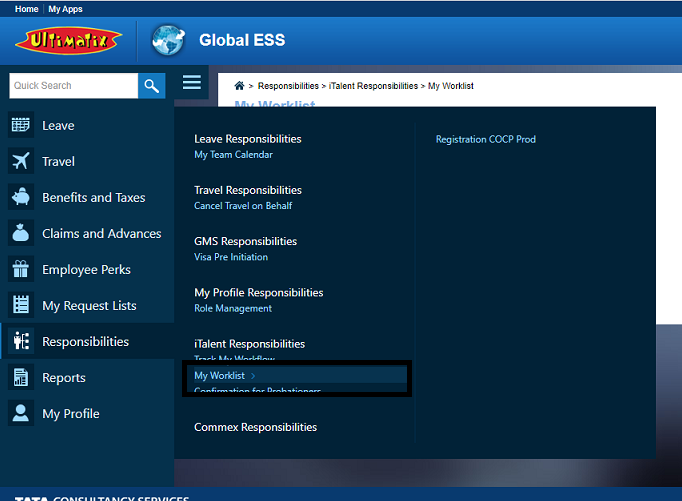 Home My Apps
Ultimatix
Global ESS
Quick Search
Leave
Travel
Benefits and Taxes
Claims and Advances
Employee Perks
My Request Lists
Responsibilities
Reports
My Profile
> Responsibilities > iTalent Responsibilities > My Worklist
My Worklist
Leave Responsibilities
My Team Calendar
Travel Responsibilities
Cancel Travel on Behalf
GMS Responsibilities
Visa Pre Initiation
My Profile Responsibilities
Role Management
iTalent Responsibilities
Track My Workflow
My Worklist >
Confirmation for Probationers
Commex Responsibilities
Registration COCP Prod
TATA CONSULTANCY SERVICES